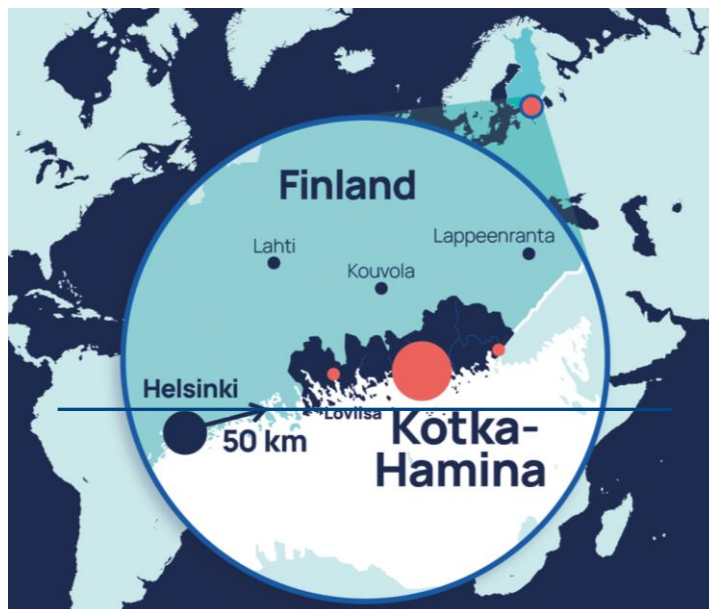 Finland
Lahti
Lappeenranta
Kouvola
Helsinki
Loviisa
50 km
Kotka-
Hamina